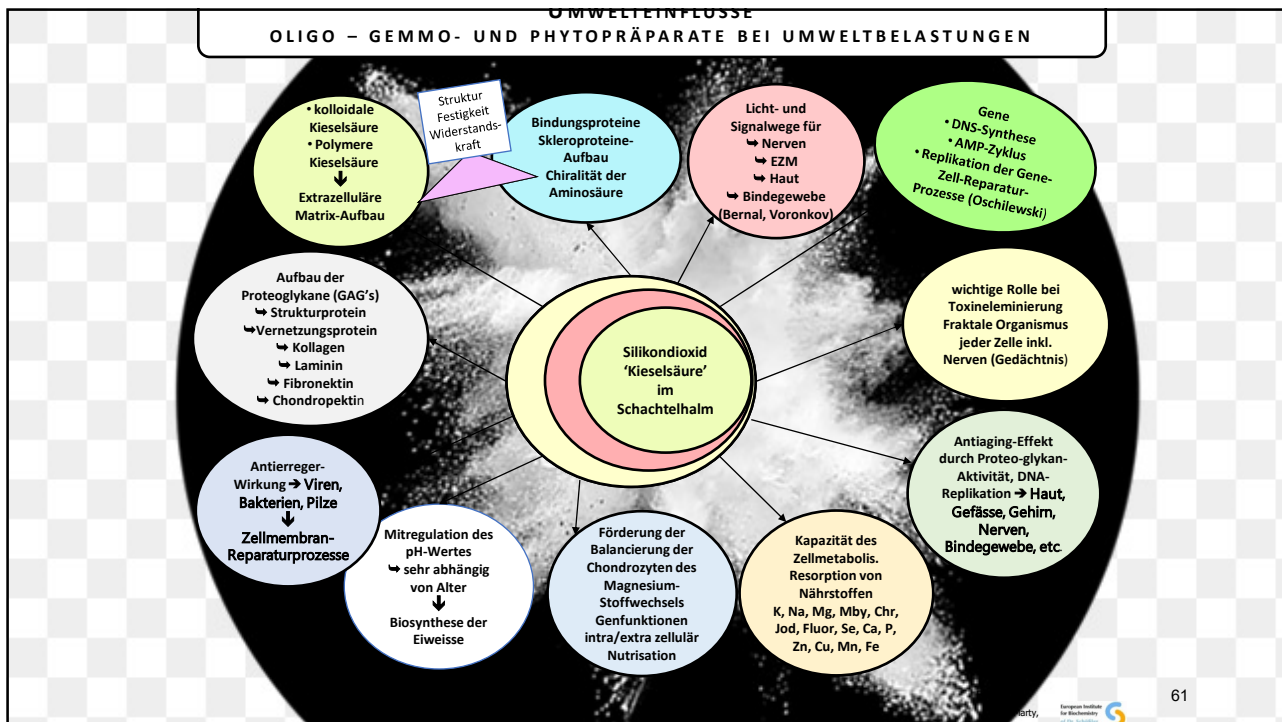 UMWELTEINFLÜSSE
OLIGO – GEMMO- UND PHYTOPRÄPARATE BEI UMWELTBELASTUNGEN
• kolloidale
Kieselsäure
• Polymere
Kieselsäure
🡻
Extrazelluläre
Matrix-Aufbau
Struktur
Festigkeit
Widerstands-
kraft
Bindungsproteine
Skleroproteine-
Aufbau
Chiralität der
Aminosäure
Licht- und
Signalwege für
⮩ Nerven
⮩ EZM
⮩ Haut
⮩ Bindegewebe
(Bernal, Voronkov)
Gene
• DNS-Synthese
• AMP-Zyklus
• Replikation der Gene-
Zell-Reparatur-
Prozesse (Oschilewski)
Aufbau der
Proteoglykane (GAG's)
⮩ Strukturprotein
⮩Vernetzungsprotein
⮩ Kollagen
⮩ Laminin
⮩ Fibronektin
⮩ Chondropektin
Silikondioxid
‘Kieselsäure’
im
Schachtelhalm
wichtige Rolle bei
Toxineleminierung
Fraktale Organismus
jeder Zelle inkl.
Nerven (Gedächtnis)
Antierreger-
Wirkung ➔ Viren,
Bakterien, Pilze
🡻
Zellmembran-
Reparaturprozesse
Mitregulation des
pH-Wertes
⮩ sehr abhängig
von Alter
🡻
Biosynthese der
Eiweisse
Förderung der
Balancierung der
Chondrozyten des
Magnesium-
Stoffwechsels
Genfunktionen
intra/extra zellulär
Nutrisation
Kapazität des
Zellmetabolis.
Resorption von
Nährstoffen
K, Na, Mg, Mby, Chr,
Jod, Fluor, Se, Ca, P,
Zn, Cu, Mn, Fe
Antiaging-Effekt
durch Proteo-glykan-
Aktivität, DNA-
Replikation ➔ Haut,
Gefässe, Gehirn,
Nerven,
Bindegewebe, etc.
61
European Institute
for Biochemistry